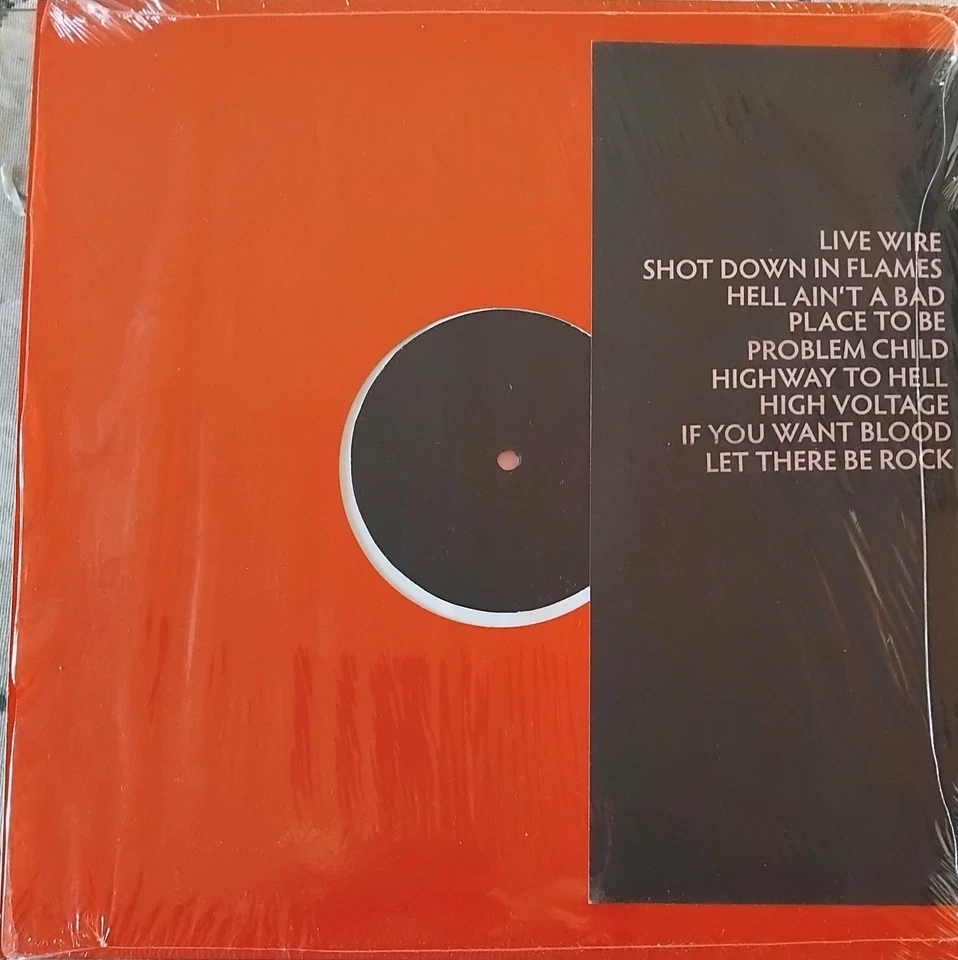 LIVE WIRE
SHOT DOWN IN FLAMES
HELL AIN'T A BAD
PLACE TO BE
PROBLEM CHILD
HIGHWAY TO HELL
HIGH VOLTAGE
IF YOU WANT BLOOD
LET THERE BE ROCK